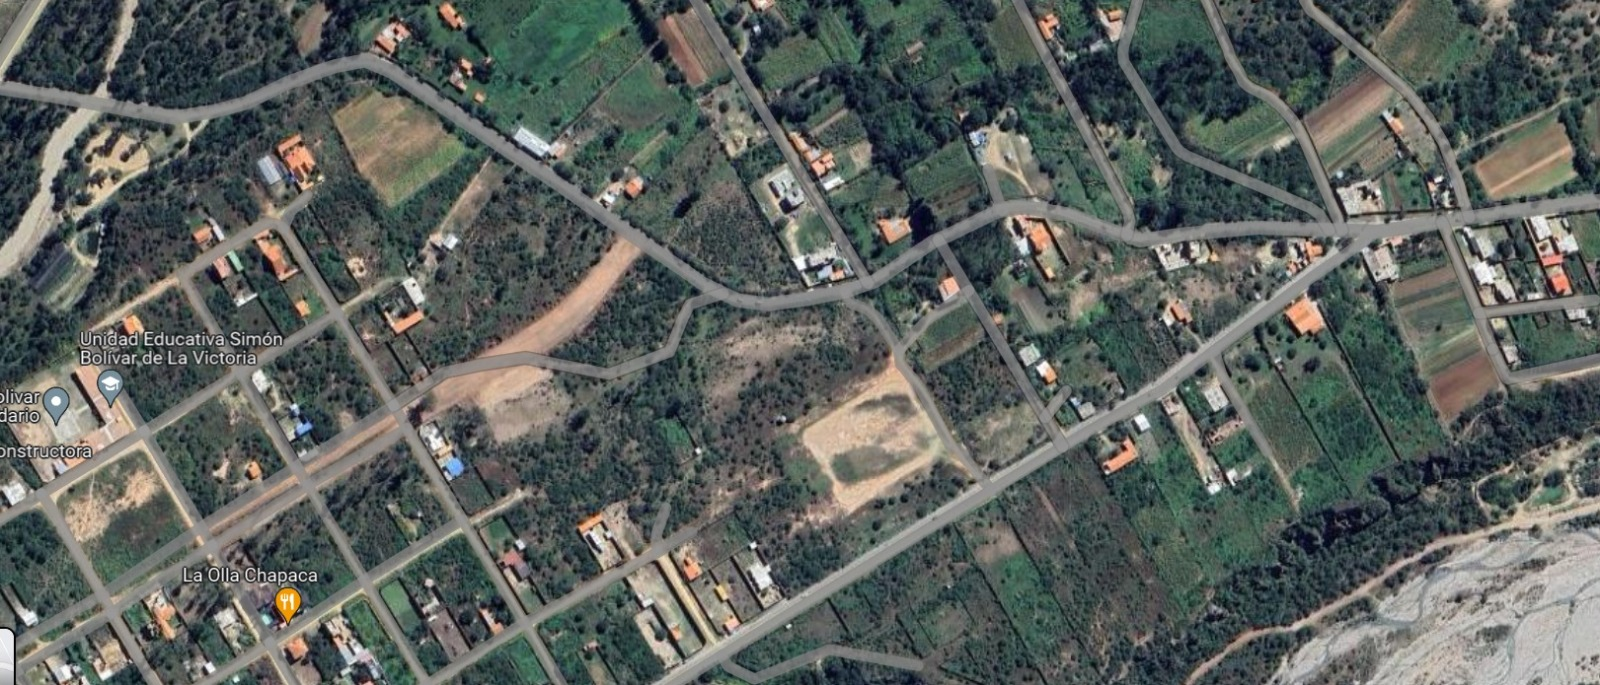 Unidad Educativa Simón
Bolívar de La Victoria
olivar
dario
onstructora
La Olla Chapaca